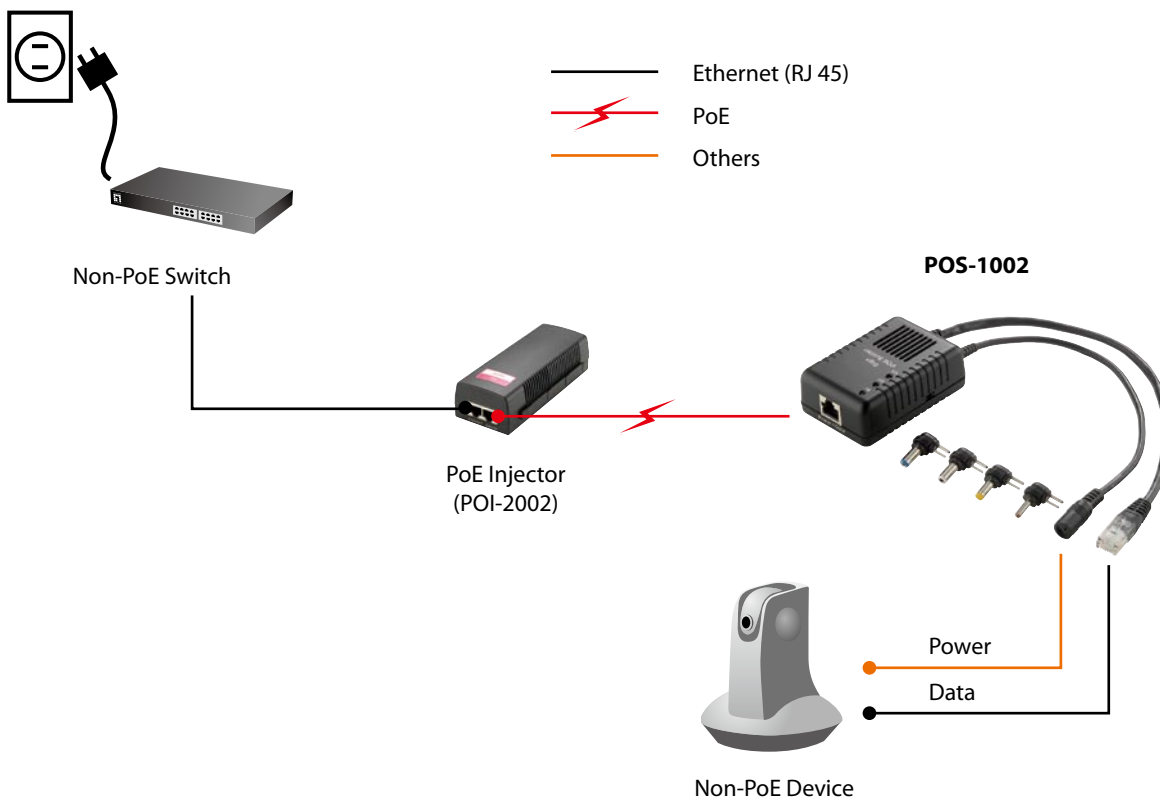 Ethernet (RJ 45)
PoE
Others
Non-PoE Switch
POS-1002
PoE Injector
(POI-2002)
Power
Data
Non-PoE Device